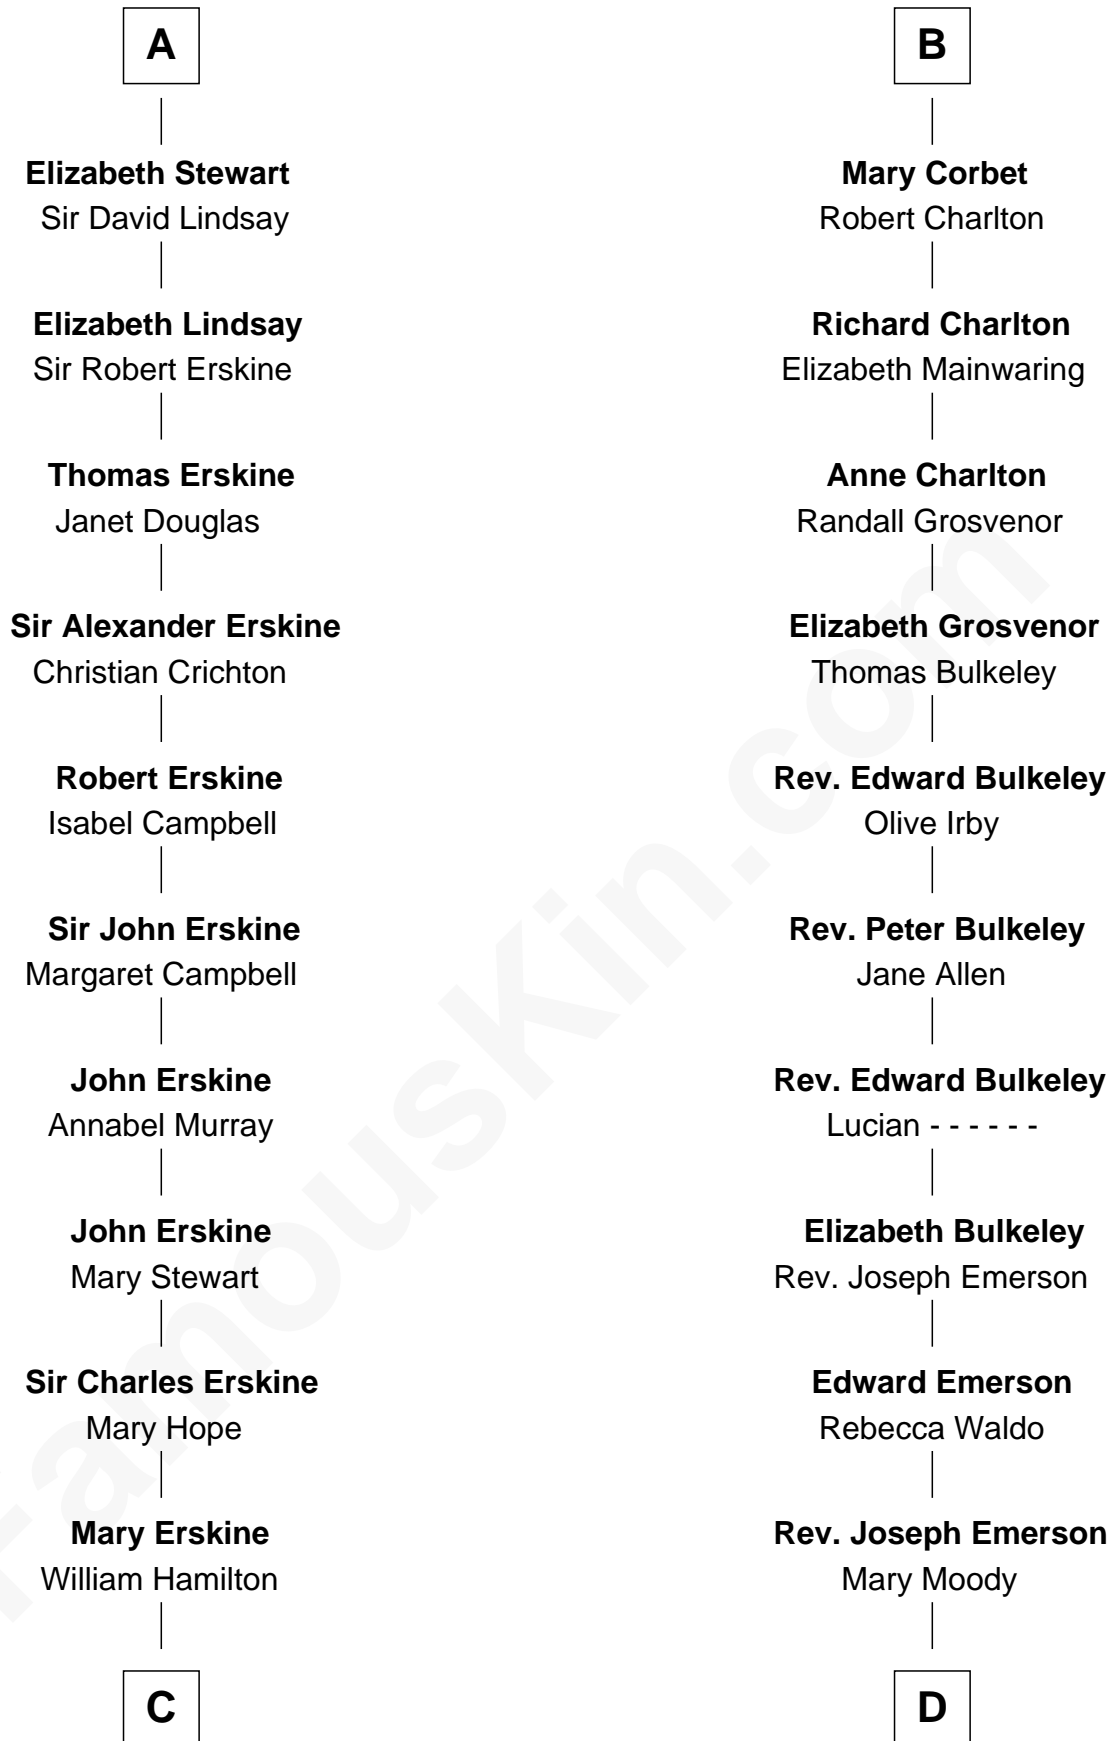 A
Elizabeth Stewart
Sir David Lindsay
Elizabeth Lindsay
Sir Robert Erskine
Thomas Erskine
Janet Douglas
Sir Alexander Erskine
Christian Crichton
Robert Erskine
Isabel Campbell
Sir John Erskine
Margaret Campbell
John Erskine
Annabel Murray
John Erskine
Mary Stewart
Sir Charles Erskine
Mary Hope
Mary Erskine
William Hamilton
C
B
Mary Corbet
Robert Charlton
Richard Charlton
Elizabeth Mainwaring
Anne Charlton
Randall Grosvenor
Elizabeth Grosvenor
Thomas Bulkeley
Rev. Edward Bulkeley
Olive Irby
Rev. Peter Bulkeley
Jane Allen
Rev. Edward Bulkeley
Lucian - - - - - -
Elizabeth Bulkeley
Rev. Joseph Emerson
Edward Emerson
Rebecca Waldo
Rev. Joseph Emerson
Mary Moody
D
FamousKin.com